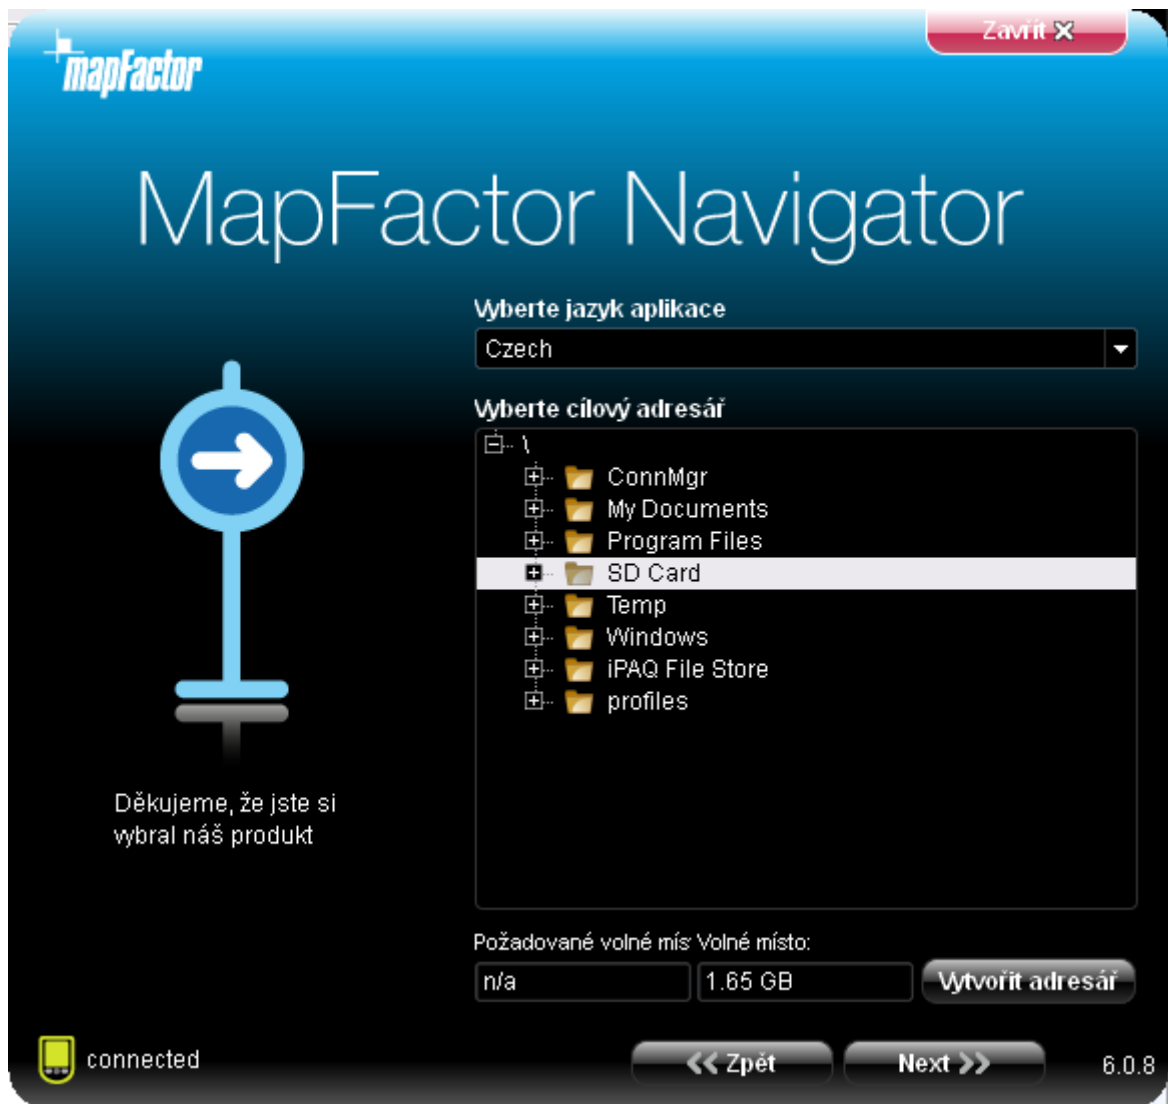 Zavřít
mapFactor
MapFactor Navigator
Vyberte jazyk aplikace
Czech
Vyberte cílový adresář
\
ConnMgr
My Documents
Program Files
SD Card
Temp
Windows
iPAQ File Store
profiles
Děkujeme, že jste si
vybral náš produkt
Požadované volné mís Volné místo:
n/a 1.65 GB Vytvořit adresář
connected << Zpět Next >> 6.0.8